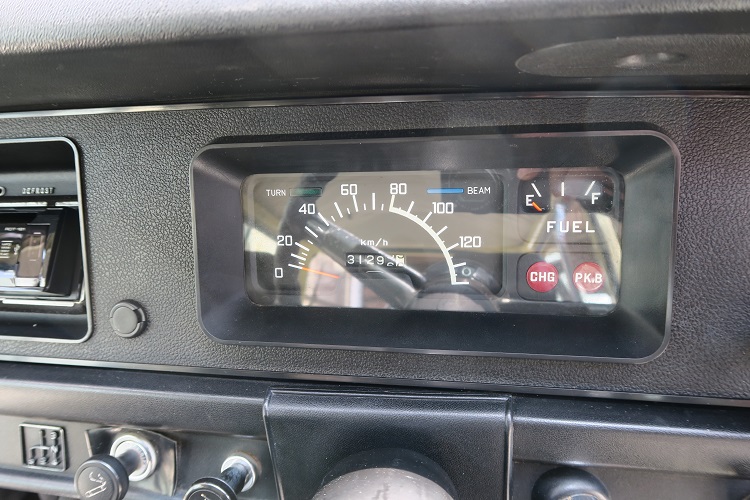 DEFROST
TURN
BEAM
0
20
40
60
80
100
120
km/h
E
F
FUEL
CHG
PKB